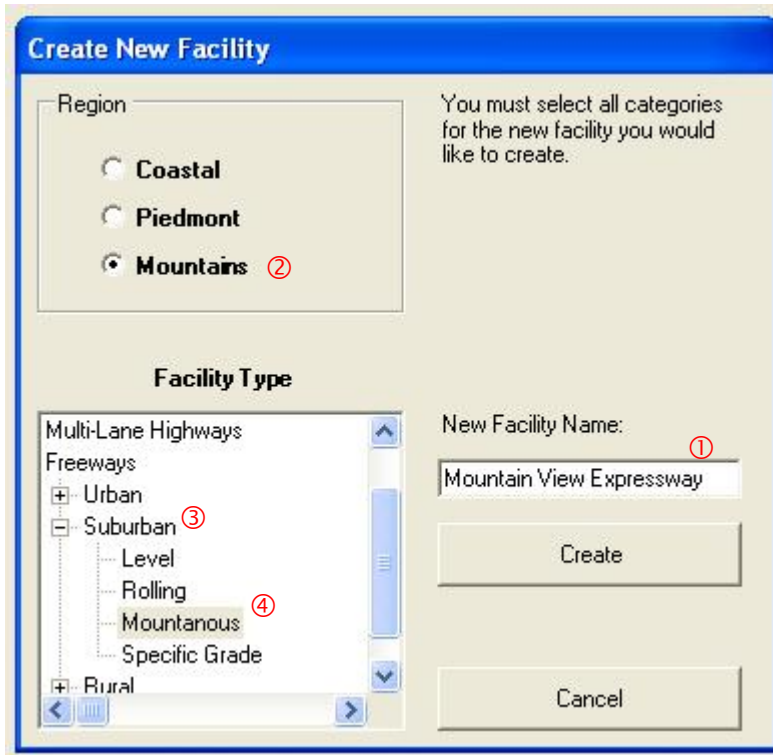 Create New Facility
Region
You must select all categories
for the new facility you would
like to create.
Coastal
Piedmont
Mountains ②
Facility Type
Multi-Lane Highways
Freeways
Urban
Suburban ③
Level
Rolling
Mountanous ④
Specific Grade
Rural
New Facility Name:
①
Mountain View Expressway
Create
Cancel